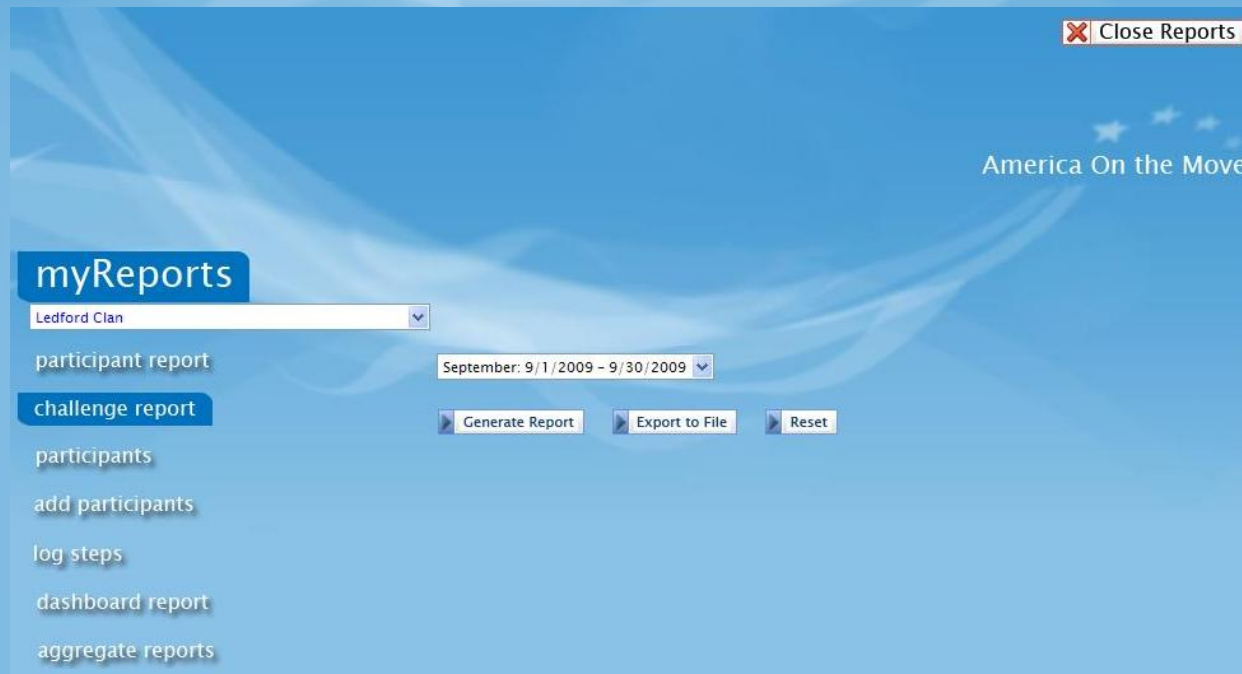 Close Reports
America On the Move
myReports
Ledford Clan
participant report
September: 9/1/2009 - 9/30/2009
challenge report
Generate Report
Export to File
Reset
participants
add participants
log steps
dashboard report
aggregate reports